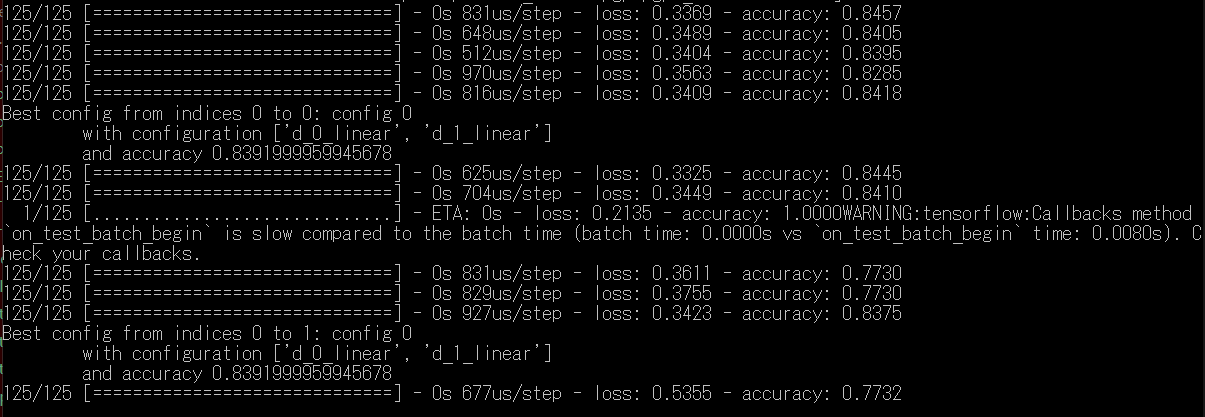 125/125 [==============================] - 0s 831us/step - loss: 0.3369 - accuracy: 0.8457
125/125 [==============================] - 0s 648us/step - loss: 0.3489 - accuracy: 0.8405
125/125 [==============================] - 0s 512us/step - loss: 0.3404 - accuracy: 0.8395
125/125 [==============================] - 0s 970us/step - loss: 0.3563 - accuracy: 0.8285
125/125 [==============================] - 0s 816us/step - loss: 0.3409 - accuracy: 0.8418
Best config from indices 0 to 0: config 0
        with configuration ['d_0_linear', 'd_1_linear']
        and accuracy 0.8391999959945678
125/125 [==============================] - 0s 625us/step - loss: 0.3325 - accuracy: 0.8445
125/125 [==============================] - 0s 704us/step - loss: 0.3449 - accuracy: 0.8410
  1/125 [..............................] - ETA: 0s - loss: 0.2135 - accuracy: 1.0000WARNING:tensorflow:Callbacks method
`on_test_batch_begin` is slow compared to the batch time (batch time: 0.0000s vs `on_test_batch_begin` time: 0.0080s). C
heck your callbacks.
125/125 [==============================] - 0s 831us/step - loss: 0.3611 - accuracy: 0.7730
125/125 [==============================] - 0s 829us/step - loss: 0.3755 - accuracy: 0.7730
125/125 [==============================] - 0s 927us/step - loss: 0.3423 - accuracy: 0.8375
Best config from indices 0 to 1: config 0
        with configuration ['d_0_linear', 'd_1_linear']
        and accuracy 0.8391999959945678
125/125 [==============================] - 0s 677us/step - loss: 0.5355 - accuracy: 0.7732